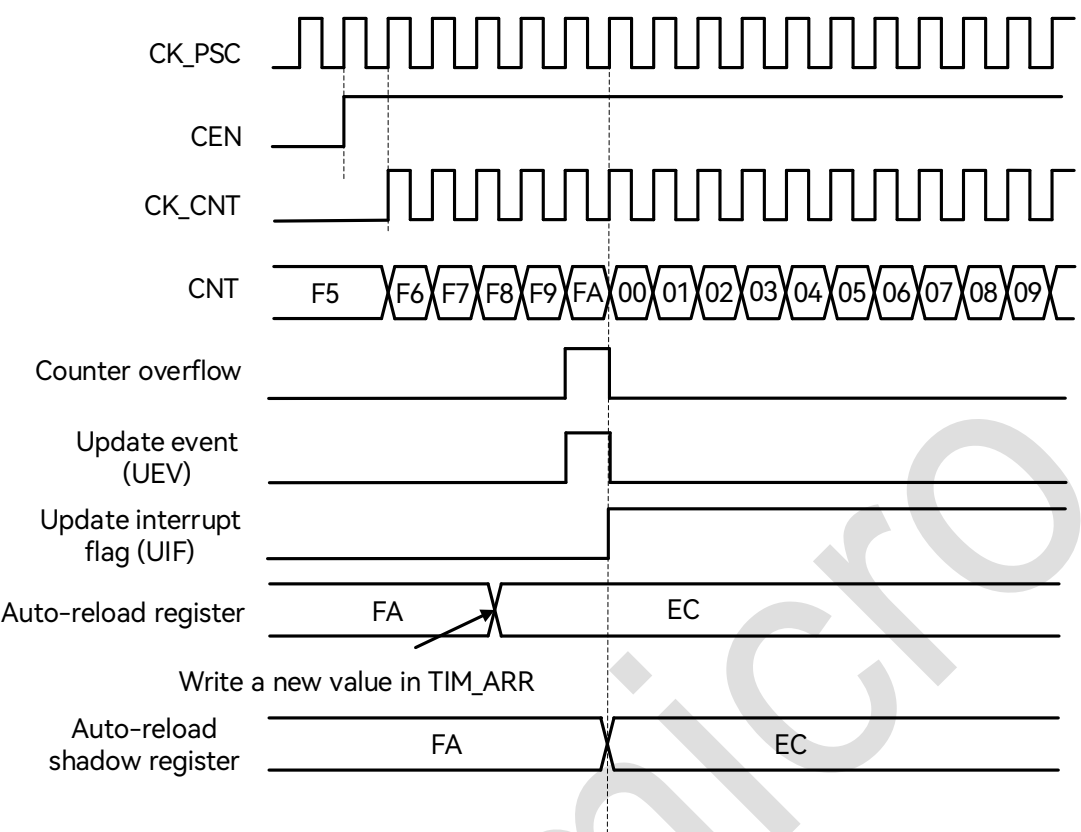 CK_PSC
CEN
CK_CNT
CNT F5 F6 F7 F8 F9 FA 00 01 02 03 04 05 06 07 08 09
Counter overflow
Update event
(UEV)
Update interrupt
flag (UIF)
Auto-reload register FA EC
Write a new value in TIM_ARR
Auto-reload
shadow register FA EC
micro